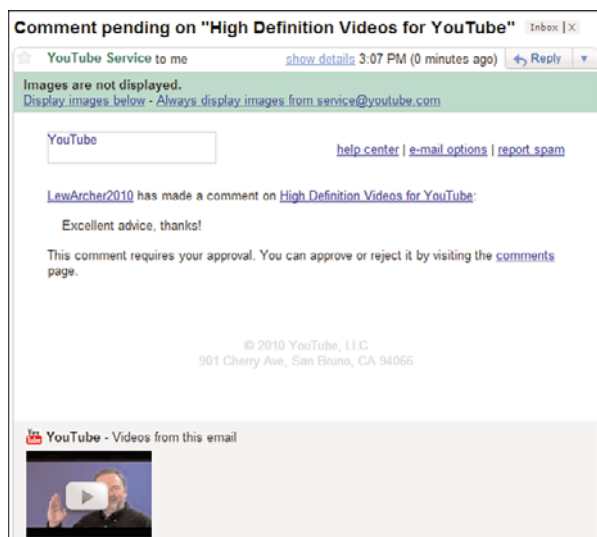 Comment pending on "High Definition Videos for YouTube" Inbox | X
YouTube Service to me show details 3:07 PM (0 minutes ago) Reply
Images are not displayed.
Display images below - Always display images from service@youtube.com
YouTube
help center | e-mail options | report spam
LewArcher2010 has made a comment on High Definition Videos for YouTube:
Excellent advice, thanks!
This comment requires your approval. You can approve or reject it by visiting the comments
page.
© 2010 YouTube, LLC
901 Cherry Ave, San Bruno, CA 94066
You Tube YouTube - Videos from this email